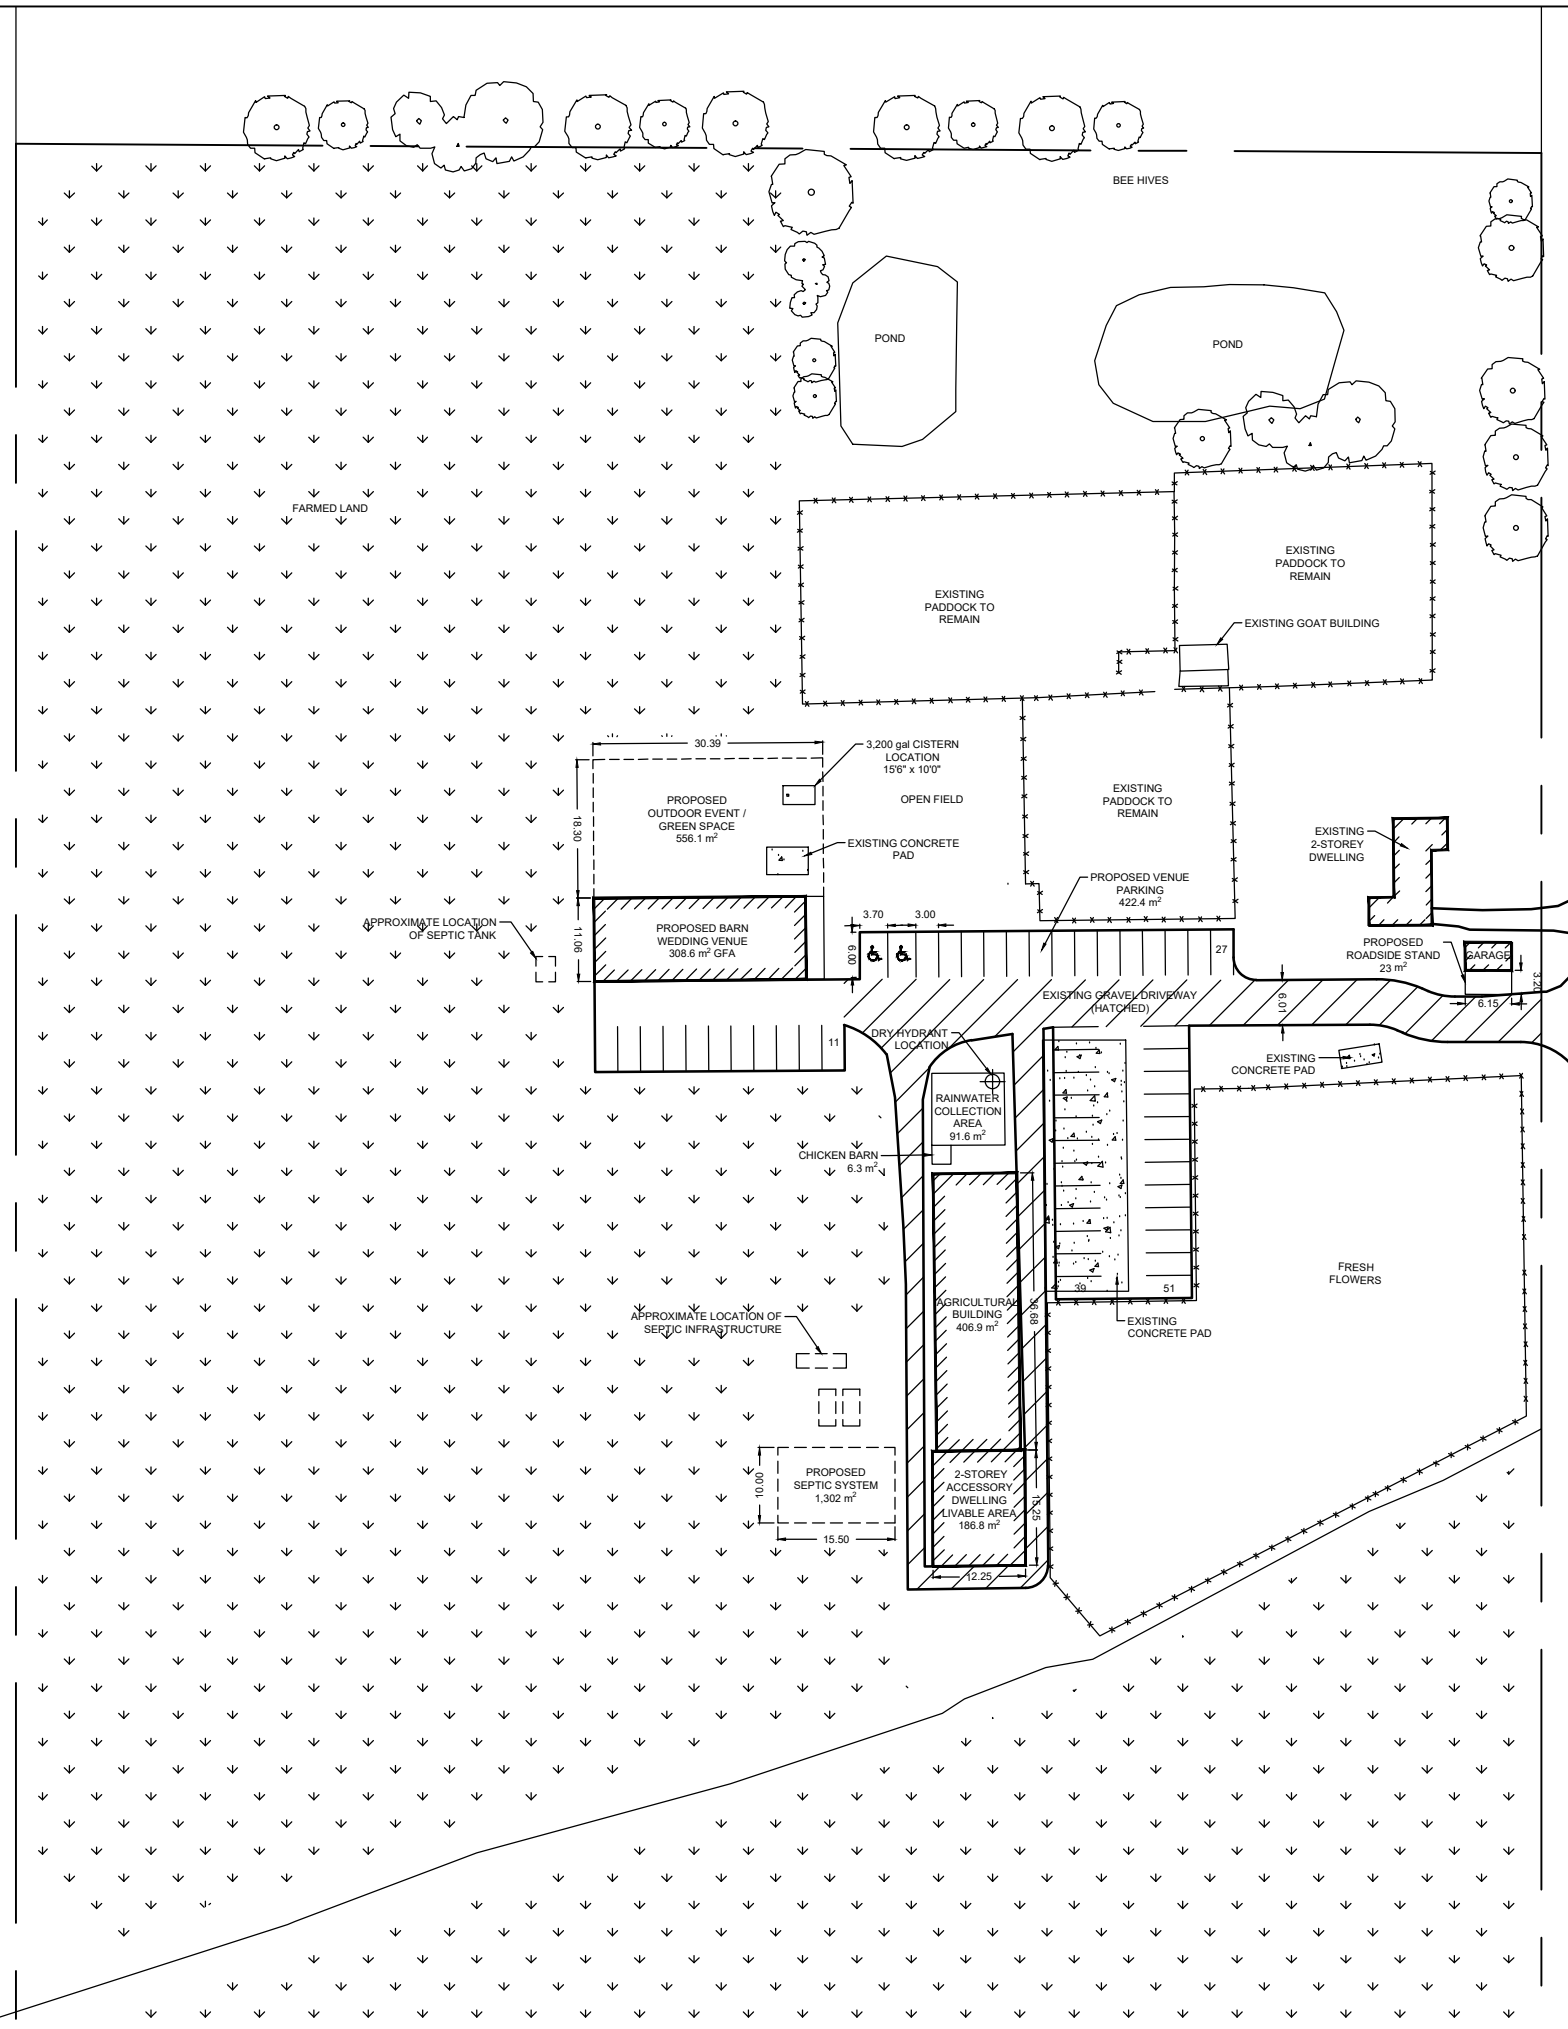 BEE HIVES
POND
POND
FARMED LAND
EXISTING
PADDOCK TO
REMAIN
EXISTING
PADDOCK TO
REMAIN
EXISTING GOAT BUILDING
30.39
3,200 gal CISTERN
LOCATION
15'6" x 10'0"
OPEN FIELD
PROPOSED
OUTDOOR EVENT /
GREEN SPACE
556.1 m²
18.30
EXISTING
PADDOCK TO
REMAIN
EXISTING CONCRETE
PAD
EXISTING
2-STOREY
DWELLING
PROPOSED VENUE
PARKING
422.4 m²
APPROXIMATE LOCATION
OF SEPTIC TANK
11.06
PROPOSED BARN
WEDDING VENUE
308.6 m² GFA
3.70
3.00
6.00
27
PROPOSED
ROADSIDE STAND
23 m²
GARAGE
3.20
6.15
EXISTING GRAVEL DRIVEWAY
(HATCHED)
6.01
11
DRY HYDRANT
LOCATION
EXISTING
CONCRETE PAD
RAINWATER
COLLECTION
AREA
91.6 m²
CHICKEN BARN
6.3 m²
FRESH
FLOWERS
39
51
AGRICULTURAL
BUILDING
406.9 m²
36.68
EXISTING
CONCRETE PAD
APPROXIMATE LOCATION OF
SEPTIC INFRASTRUCTURE
PROPOSED
SEPTIC SYSTEM
1,302 m²
10.00
15.50
2-STOREY
ACCESSORY
DWELLING
LIVABLE AREA
186.8 m²
15.25
12.25